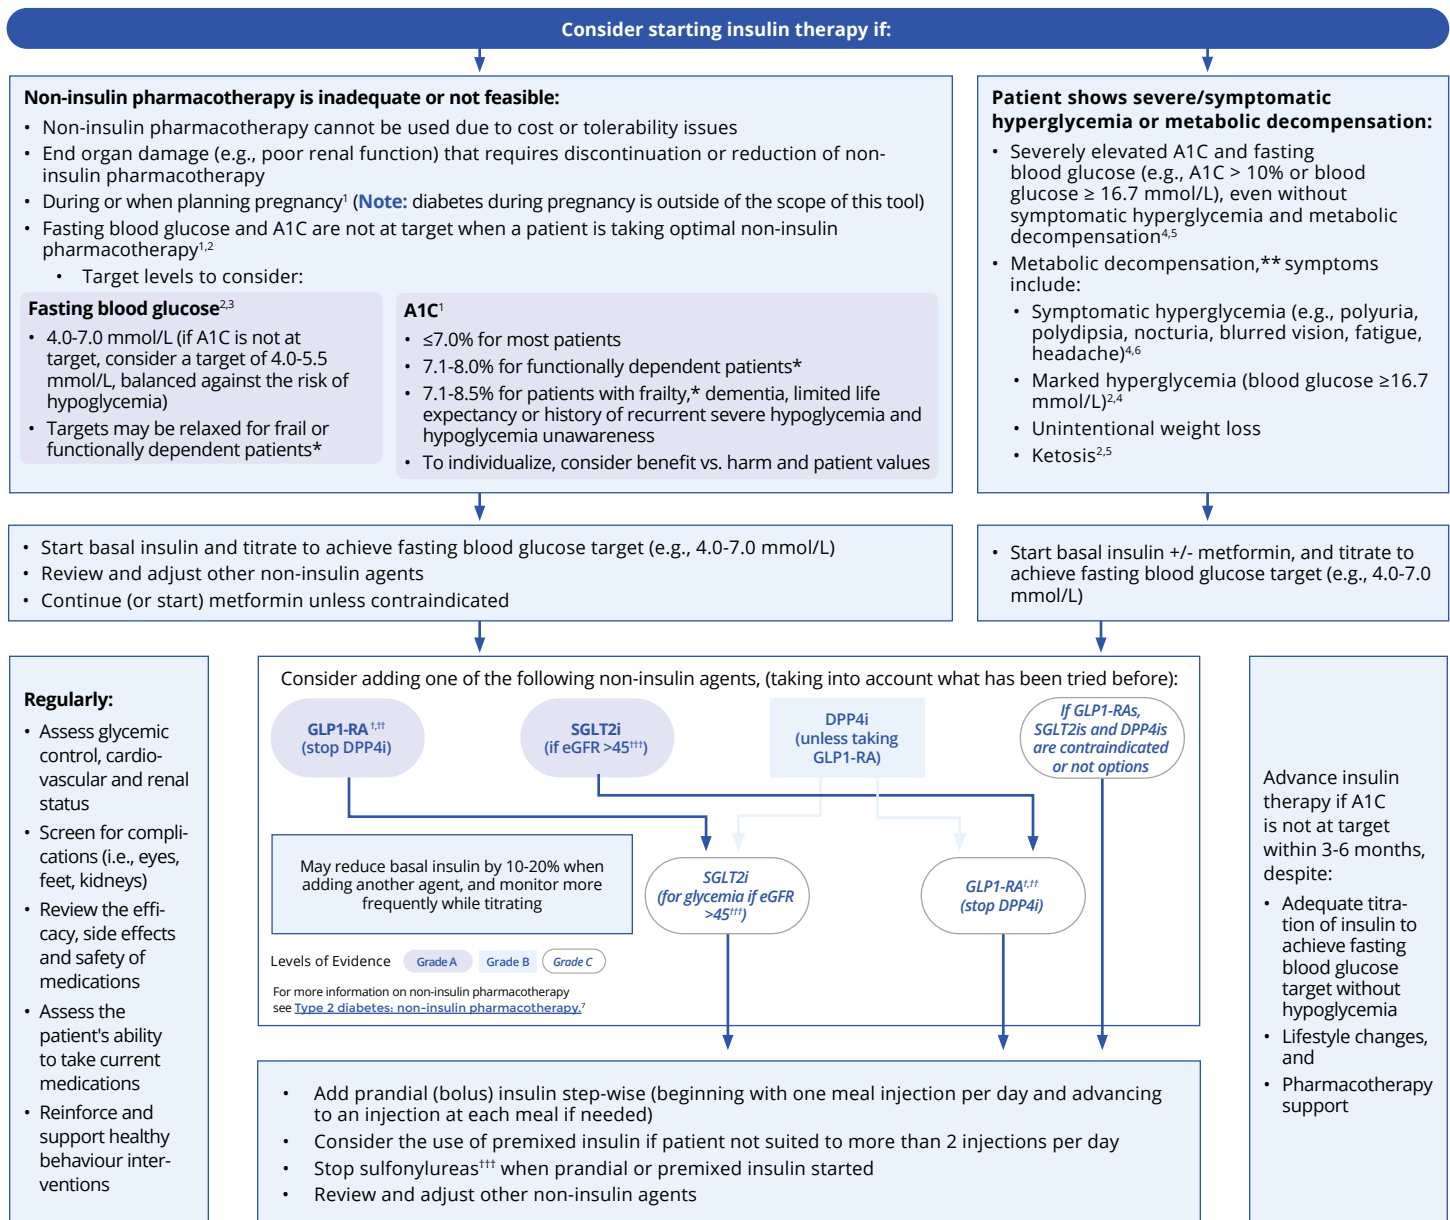 Consider starting insulin therapy if:
Non-insulin pharmacotherapy is inadequate or not feasible:
• Non-insulin pharmacotherapy cannot be used due to cost or tolerability issues
• End organ damage (e.g., poor renal function) that requires discontinuation or reduction of non-
insulin pharmacotherapy
• During or when planning pregnancy¹ (Note: diabetes during pregnancy is outside of the scope of this tool)
• Fasting blood glucose and A1C are not at target when a patient is taking optimal non-insulin
pharmacotherapy¹,²
• Target levels to consider:
Fasting blood glucose²,³
• 4.0-7.0 mmol/L (if A1C is not at
target, consider a target of 4.0-5.5
mmol/L, balanced against the risk of
hypoglycemia)
• Targets may be relaxed for frail or
functionally dependent patients*
A1C¹
• ≤7.0% for most patients
• 7.1-8.0% for functionally dependent patients*
• 7.1-8.5% for patients with frailty,* dementia, limited life
expectancy or history of recurrent severe hypoglycemia and
hypoglycemia unawareness
• To individualize, consider benefit vs. harm and patient values
Patient shows severe/symptomatic
hyperglycemia or metabolic decompensation:
• Severely elevated A1C and fasting
blood glucose (e.g., A1C > 10% or blood
glucose ≥ 16.7 mmol/L), even without
symptomatic hyperglycemia and metabolic
decompensation⁴,⁵
• Metabolic decompensation,** symptoms
include:
• Symptomatic hyperglycemia (e.g., polyuria,
polydipsia, nocturia, blurred vision, fatigue,
headache)⁴,⁶
• Marked hyperglycemia (blood glucose ≥16.7
mmol/L)²,⁴
• Unintentional weight loss
• Ketosis²,⁵
• Start basal insulin and titrate to achieve fasting blood glucose target (e.g., 4.0-7.0 mmol/L)
• Review and adjust other non-insulin agents
• Continue (or start) metformin unless contraindicated
• Start basal insulin +/- metformin, and titrate to
achieve fasting blood glucose target (e.g., 4.0-7.0
mmol/L)
Regularly:
• Assess glycemic
control, cardio-
vascular and renal
status
• Screen for compli-
cations (i.e., eyes,
feet, kidneys)
• Review the effi-
cacy, side effects
and safety of
medications
• Assess the
patient's ability
to take current
medications
• Reinforce and
support healthy
behaviour inter-
ventions
Consider adding one of the following non-insulin agents, (taking into account what has been tried before):
GLP1-RA†,††
(stop DPP4i)
SGLT2i
(if eGFR >45†††)
DPP4i
(unless taking
GLP1-RA)
If GLP1-RAs,
SGLT2is and DPP4is
are contraindicated
or not options
May reduce basal insulin by 10-20% when
adding another agent, and monitor more
frequently while titrating
SGLT2i
(for glycemia if eGFR
>45†††)
GLP1-RA†,††
(stop DPP4i)
Levels of Evidence Grade A Grade B Grade C
For more information on non-insulin pharmacotherapy
see Type 2 diabetes: non-insulin pharmacotherapy.⁷
Advance insulin
therapy if A1C
is not at target
within 3-6 months,
despite:
• Adequate titra-
tion of insulin to
achieve fasting
blood glucose
target without
hypoglycemia
• Lifestyle changes,
and
• Pharmacotherapy
support
• Add prandial (bolus) insulin step-wise (beginning with one meal injection per day and advancing
to an injection at each meal if needed)
• Consider the use of premixed insulin if patient not suited to more than 2 injections per day
• Stop sulfonylureas††† when prandial or premixed insulin started
• Review and adjust other non-insulin agents